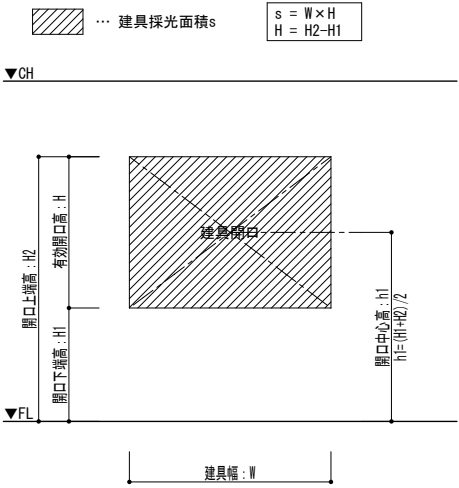 … 建具採光面積s
s = W×H
H = H2-H1
▼CH
建具開口
開口上端高：H2
有効開口高：H
開口下端高：H1
開口中心高：h1
h1=(H1+H2)/2
▼FL
建具幅：W